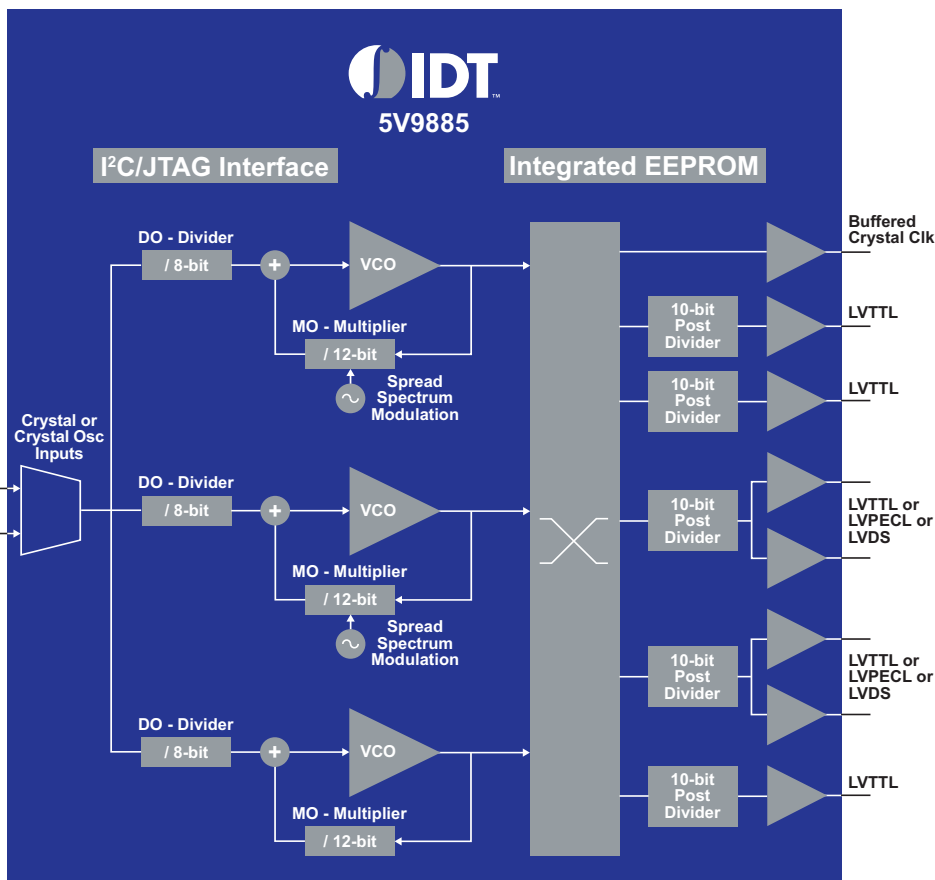 IDT™
5V9885
I²C/JTAG Interface
Integrated EEPROM
DO - Divider
/ 8-bit
+
VCO
MO - Multiplier
/ 12-bit
Spread
Spectrum
Modulation
Crystal or
Crystal Osc
Inputs
DO - Divider
/ 8-bit
+
VCO
MO - Multiplier
/ 12-bit
Spread
Spectrum
Modulation
DO - Divider
/ 8-bit
+
VCO
MO - Multiplier
/ 12-bit
Buffered
Crystal Clk
10-bit
Post
Divider
LVTTL
10-bit
Post
Divider
LVTTL
10-bit
Post
Divider
LVTTL or
LVPECL or
LVDS
10-bit
Post
Divider
LVTTL or
LVPECL or
LVDS
10-bit
Post
Divider
LVTTL